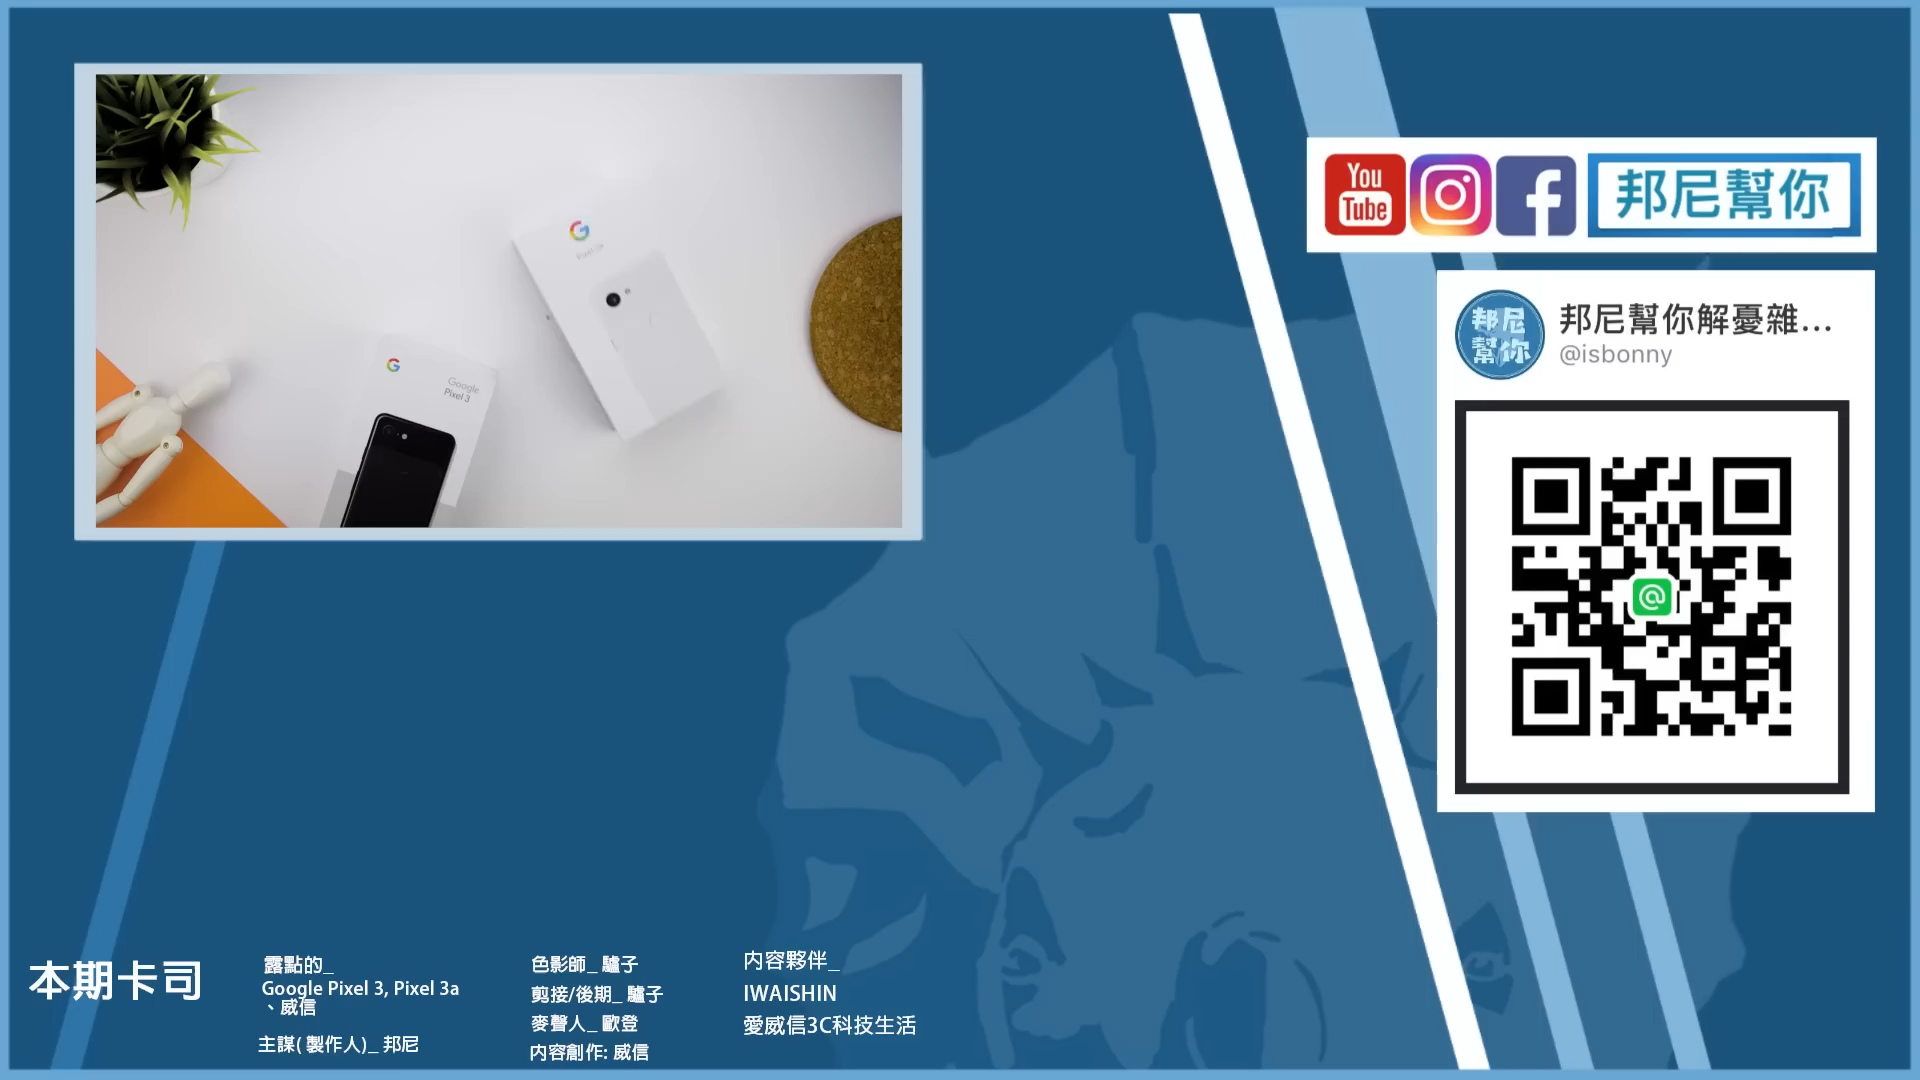 Pixel 3a
Google
Pixel 3
You
Tube
邦尼幫你
邦尼
幫你
邦尼幫你解憂雜...
@isbonny
本期卡司
露點的_
Google Pixel 3, Pixel 3a
、威信
主謀( 製作人)_ 邦尼
色影師_ 驢子
剪接/後期_ 驢子
麥聲人_ 歐登
內容創作: 威信
內容夥伴_
IWAISHIN
愛威信3C科技生活